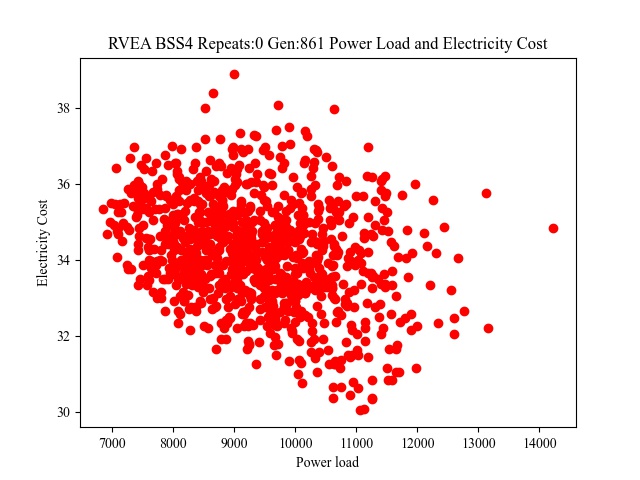 RVEA BSS4 Repeats:0 Gen:861 Power Load and Electricity Cost
38
36
34
32
30
Electricity Cost
7000 8000 9000 10000 11000 12000 13000 14000
Power load